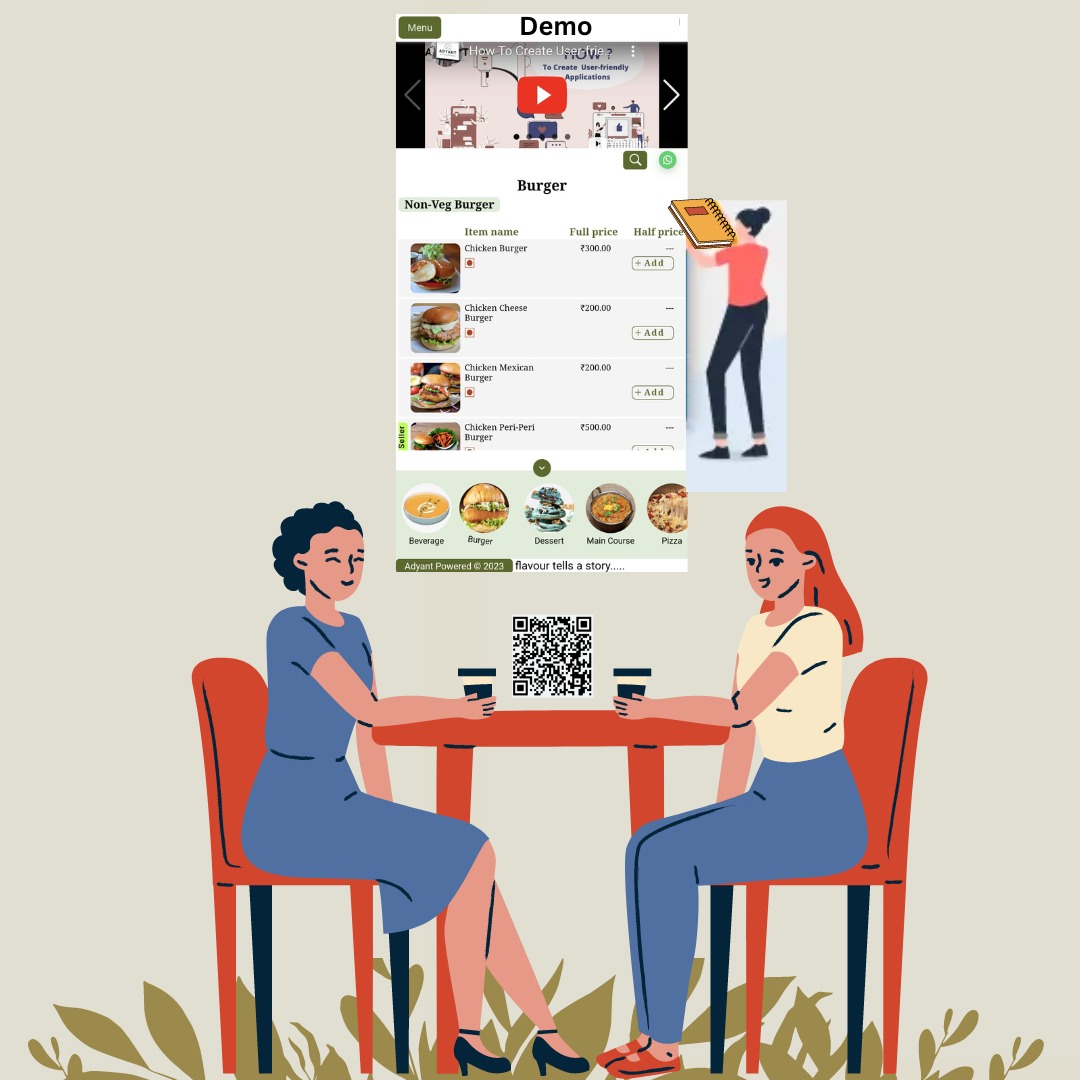 Menu
Demo
ADYANT
How To Create User-frie...
HOW ?
To Create User-friendly
Applications
Burger
Non-Veg Burger
Item name Full price Half price
Chicken Burger ₹300.00 ---
+ Add
Chicken Cheese
Burger ₹200.00 ---
+ Add
Chicken Mexican
Burger ₹200.00 ---
+ Add
Seller
Chicken Peri-Peri
Burger ₹500.00 ---
+ Add
Beverage Burger Dessert Main Course Pizza
Adyant Powered © 2023 flavour tells a story.....